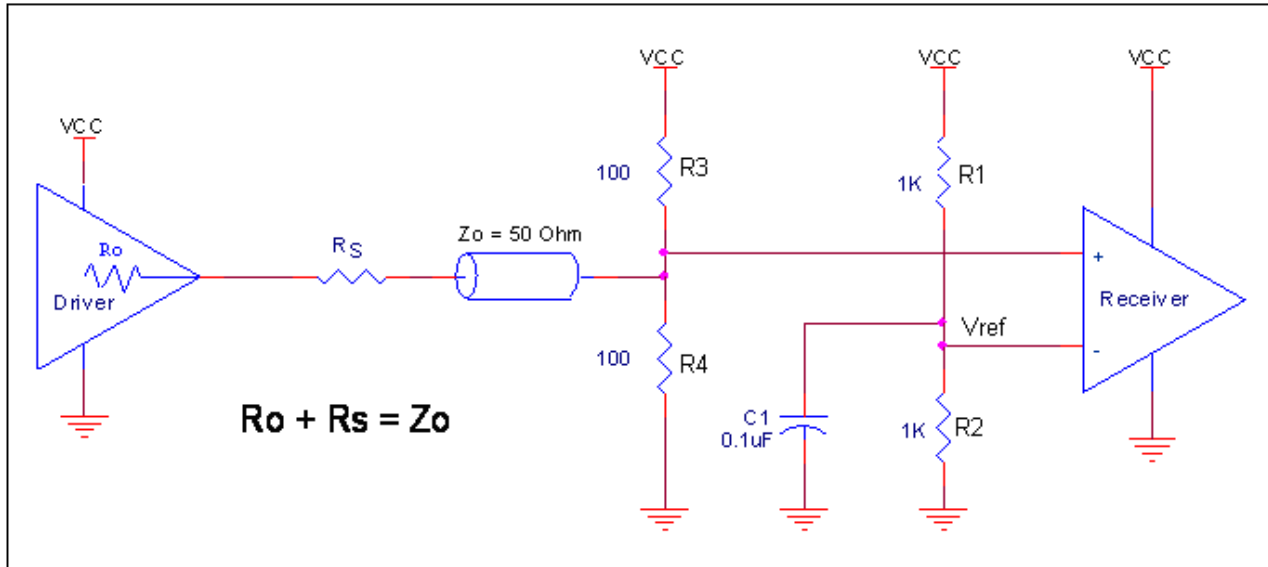 VCC
VCC
VCC
VCC
100
R3
1K
R1
Ro
RS
Zo = 50 Ohm
+
Driver
Receiver
Vref
-
100
R4
Ro + Rs = Zo
C1
0.1uF
1K
R2